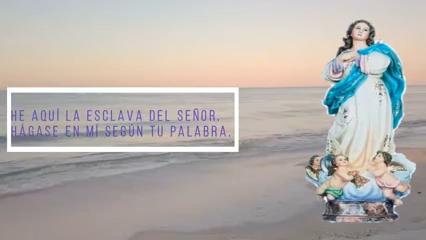 HE AQUÍ LA ESCLAVA DEL SEÑOR.
HÁGASE EN MÍ SEGÚN TU PALABRA,